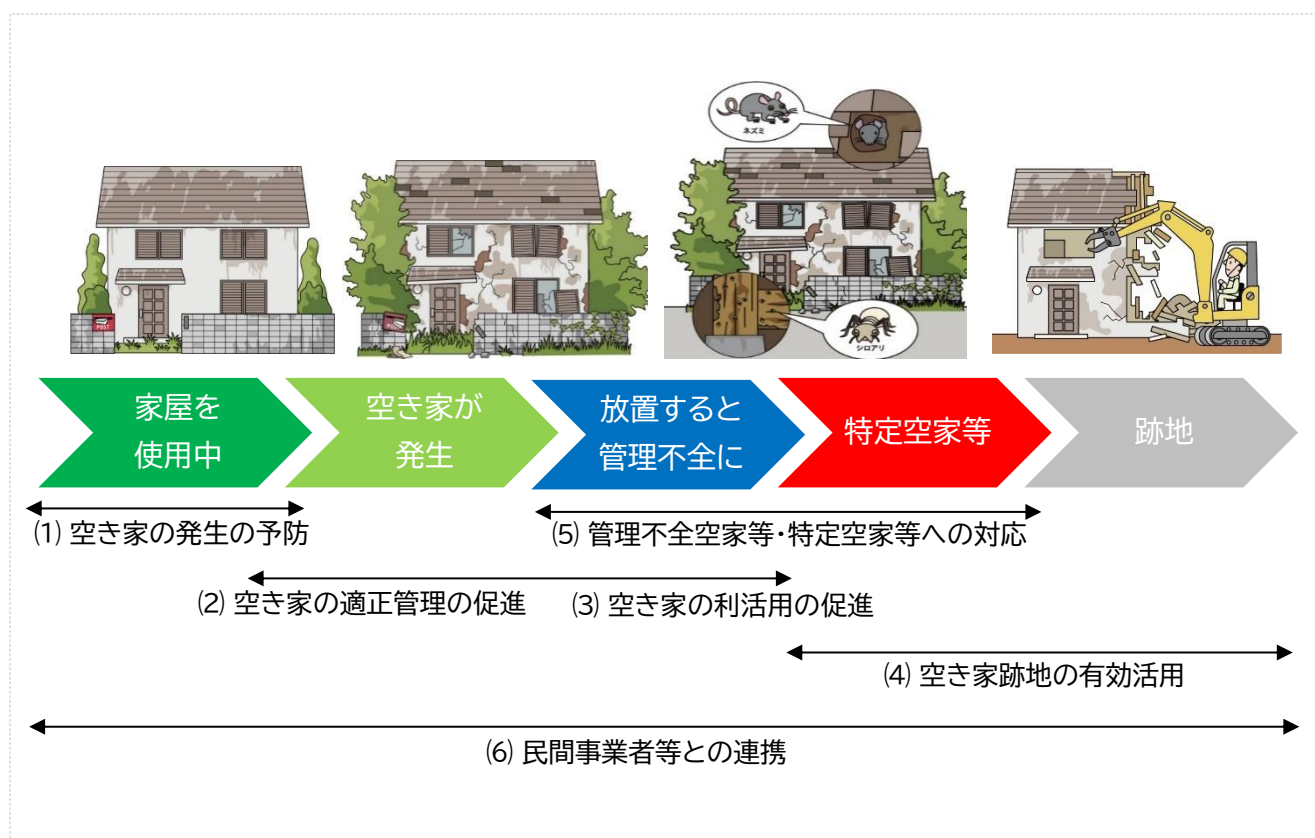 ネズミ
POST
シロアリ
家屋を
使用中
空き家が
発生
放置すると
管理不全に
特定空家等
跡地
⑴ 空き家の発生の予防
⑸ 管理不全空家等・特定空家等への対応
⑵ 空き家の適正管理の促進
⑶ 空き家の利活用の促進
⑷ 空き家跡地の有効活用
⑹ 民間事業者等との連携